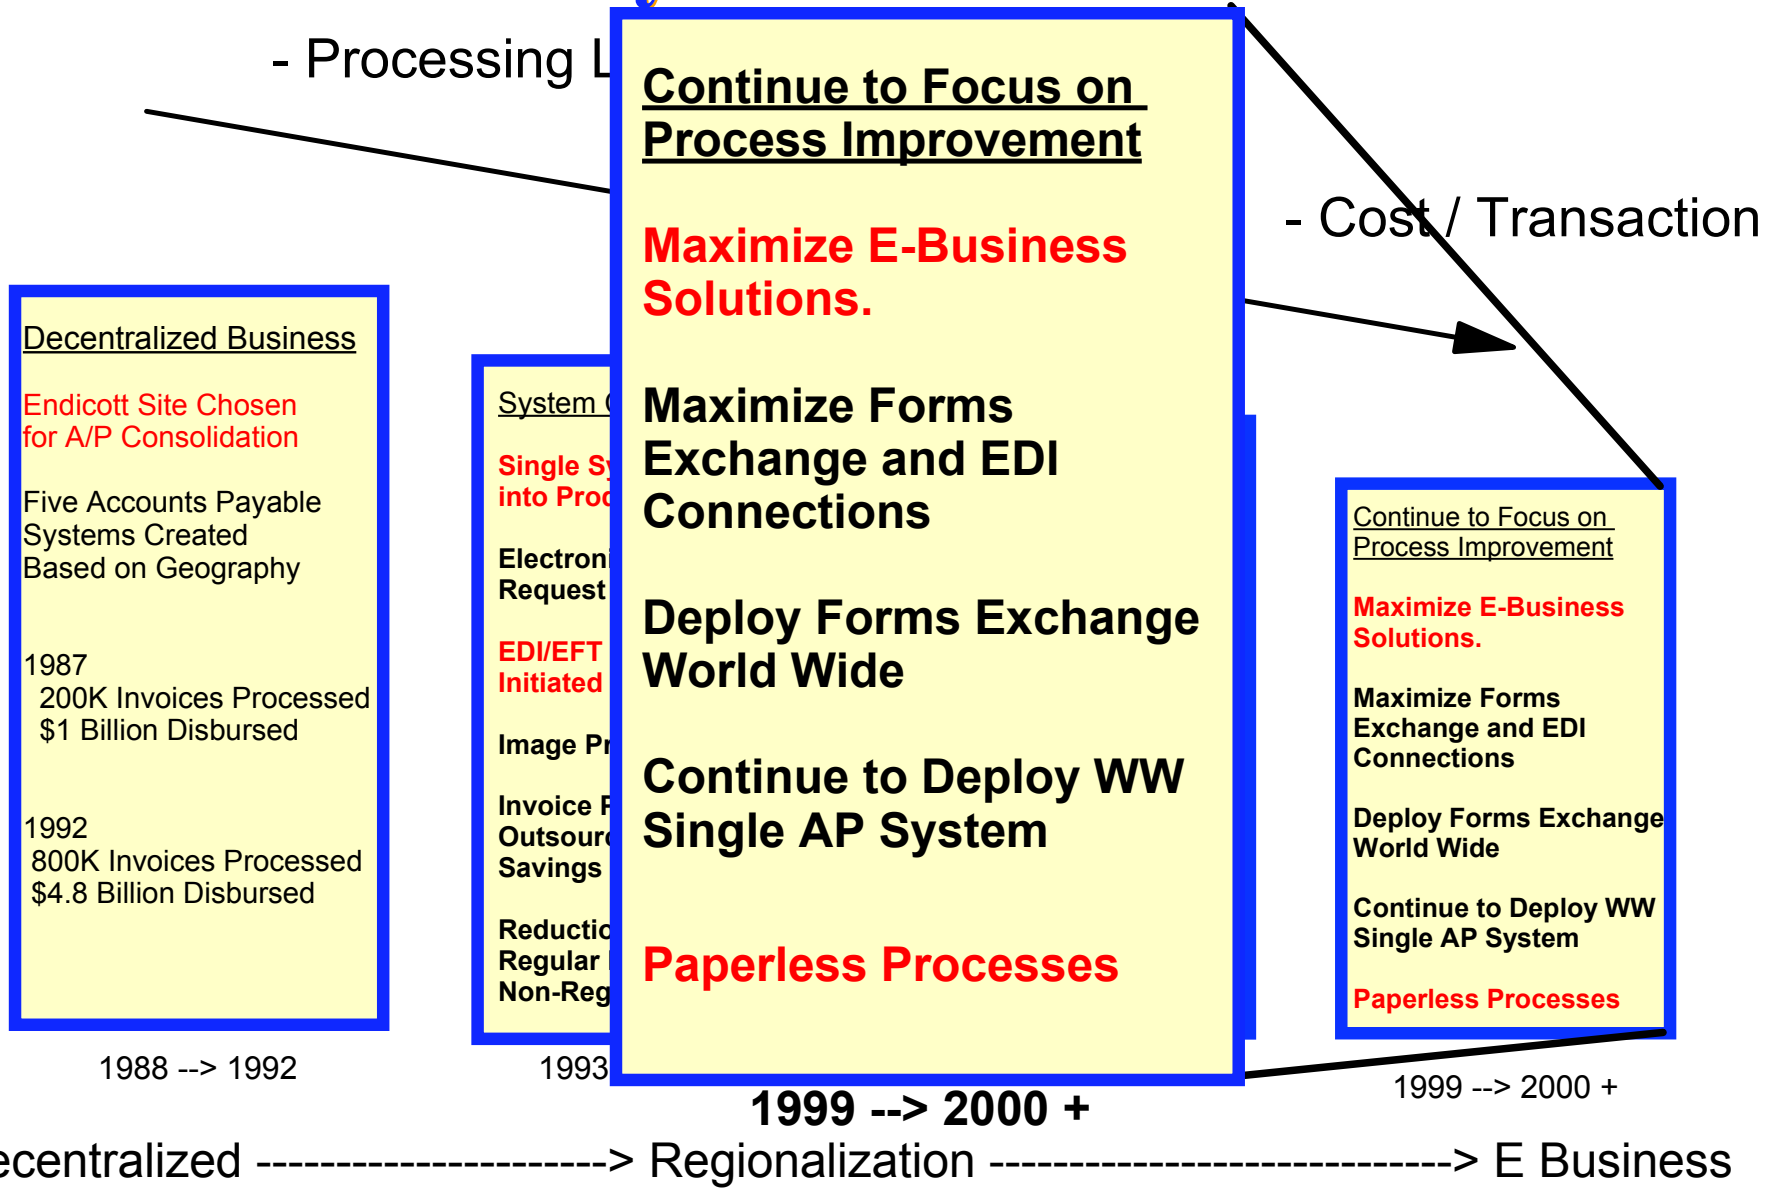 - Processing
- Cost / Transaction
Decentralized Business
Endicott Site Chosen
for A/P Consolidation
Five Accounts Payable
Systems Created
Based on Geography
1987
200K Invoices Processed
$1 Billion Disbursed
1992
800K Invoices Processed
$4.8 Billion Disbursed
1988 --> 1992
System
Single
into
Request
EDI/EFT
Initiated
Image
Invoice
Savings
Regular
1993
Continue to Focus on
Process Improvement
Maximize E-Business
Solutions.
Maximize Forms
Exchange and EDI
Connections
Deploy Forms Exchange
World Wide
Continue to Deploy WW
Single AP System
Paperless Processes
1999 --> 2000 +
Continue to Focus on
Process Improvement
Maximize E-Business
Solutions.
Maximize Forms
Exchange and EDI
Connections
Deploy Forms Exchange
World Wide
Continue to Deploy WW
Single AP System
Paperless Processes
1999 --> 2000 +
ecentralized ----------------------> Regionalization -----------------------------> E Business